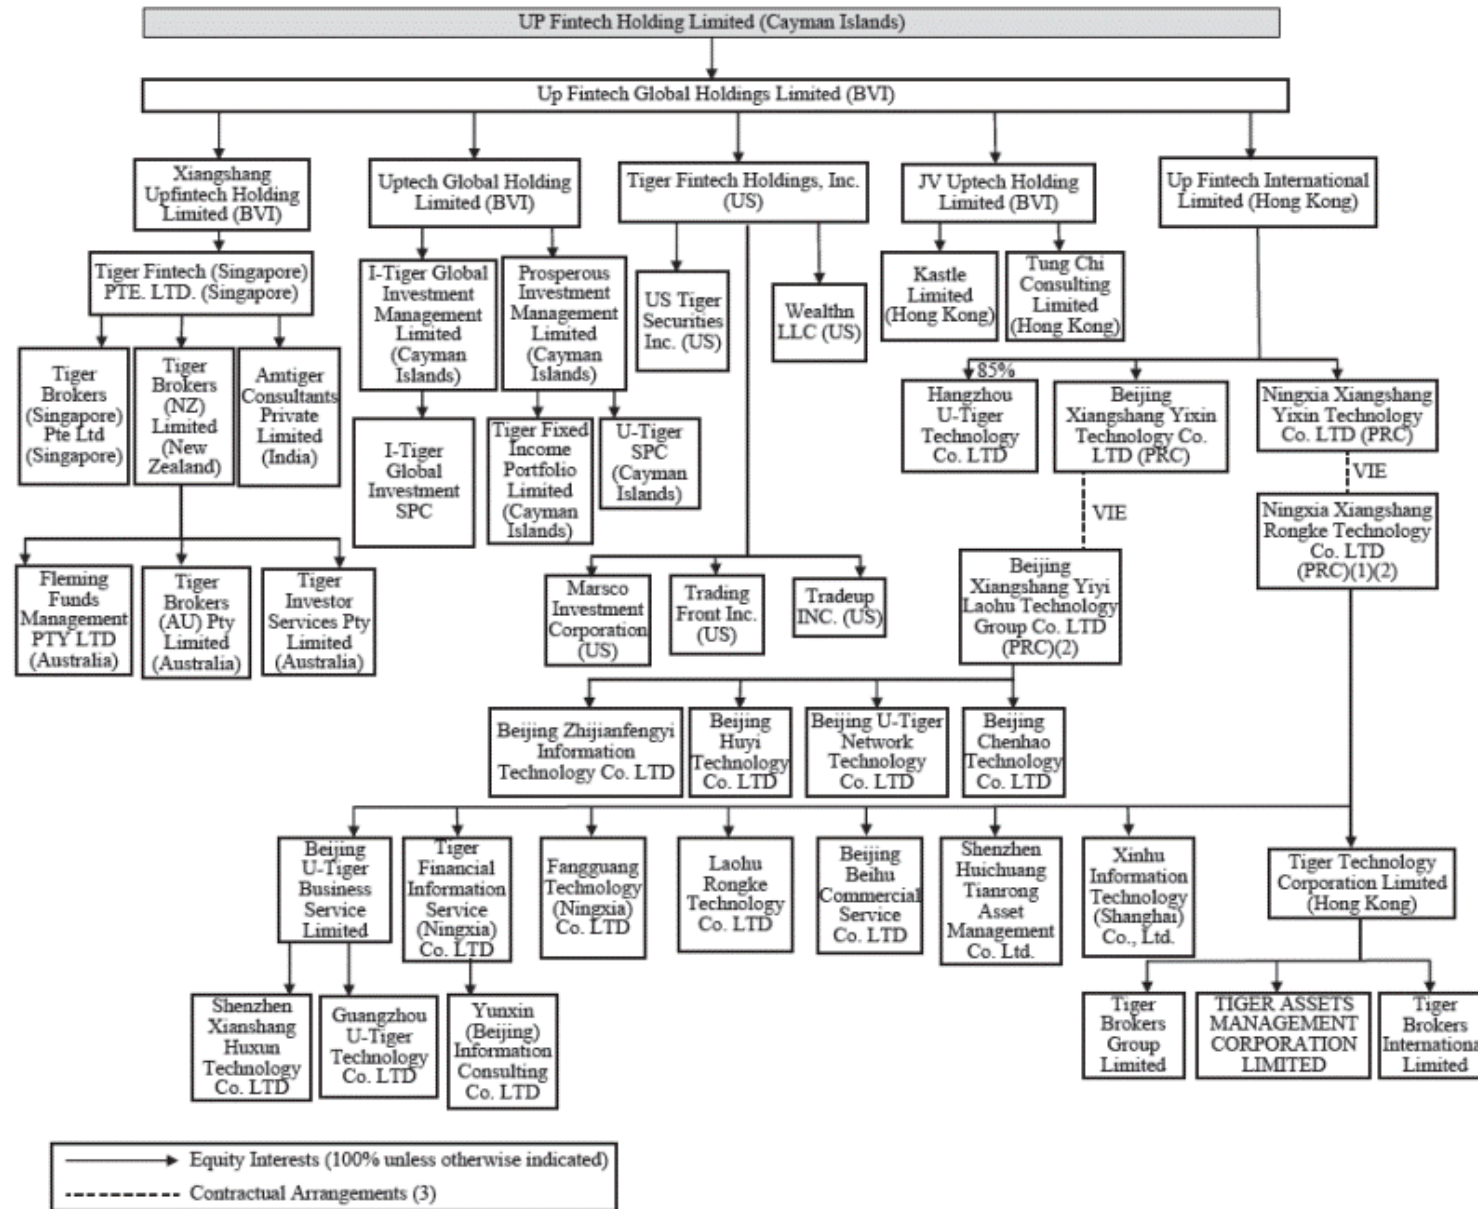 UP Fintech Holding Limited (Cayman Islands)
Up Fintech Global Holdings Limited (BVI)
Xiangshang
Upfintech Holding
Limited (BVI)
Uptech Global Holding
Limited (BVI)
Tiger Fintech Holdings, Inc.
(US)
JV Uptech Holding
Limited (BVI)
Up Fintech International
Limited (Hong Kong)
Tiger Fintech (Singapore)
PTE. LTD. (Singapore)
I-Tiger Global
Investment
Management
Limited
(Cayman
Islands)
Prosperous
Investment
Management
Limited
(Cayman
Islands)
US Tiger
Securities
Inc. (US)
Wealthn
LLC (US)
Kastle
Limited
(Hong Kong)
Tung Chi
Consulting
Limited
(Hong Kong)
Tiger
Brokers
(Singapore)
Pte Ltd
(Singapore)
Tiger
Brokers
(NZ)
Limited
(New
Zealand)
Amtiger
Consultants
Private
Limited
(India)
I-Tiger
Global
Investment
SPC
Tiger Fixed
Income
Portfolio
Limited
(Cayman
Islands)
U-Tiger
SPC
(Cayman
Islands)
85%
Hangzhou
U-Tiger
Technology
Co. LTD
Beijing
Xiangshang Yixin
Technology Co.
LTD (PRC)
Ningxia Xiangshang
Yixin Technology
Co. LTD (PRC)
VIE
VIE
Ningxia Xiangshang
Rongke Technology
Co. LTD
(PRC)(1)(2)
Fleming
Funds
Management
PTY LTD
(Australia)
Tiger
Brokers
(AU) Pty
Limited
(Australia)
Tiger
Investor
Services Pty
Limited
(Australia)
Marsco
Investment
Corporation
(US)
Trading
Front Inc.
(US)
Tradeup
INC. (US)
Beijing
Xiangshang Yiyi
Laohu Technology
Group Co. LTD
(PRC)(2)
Beijing Zhijianfengyi
Information
Technology Co. LTD
Beijing
Huyi
Technology
Co. LTD
Beijing U-Tiger
Network
Technology
Co. LTD
Beijing
Chenhao
Technology
Co. LTD
Beijing
U-Tiger
Business
Service
Limited
Tiger
Financial
Information
Service
(Ningxia)
Co. LTD
Fangguang
Technology
(Ningxia)
Co. LTD
Laohu
Rongke
Technology
Co. LTD
Beijing
Beihu
Commercial
Service
Co. LTD
Shenzhen
Huichuang
Tianrong
Asset
Management
Co. Ltd.
Xinhu
Information
Technology
(Shanghai)
Co., Ltd.
Tiger Technology
Corporation Limited
(Hong Kong)
Shenzhen
Xianshang
Huxun
Technology
Co. LTD
Guangzhou
U-Tiger
Technology
Co. LTD
Yunxin
(Beijing)
Information
Consulting
Co. LTD
Tiger
Brokers
Group
Limited
TIGER ASSETS
MANAGEMENT
CORPORATION
LIMITED
Tiger
Brokers
International
Limited
Equity Interests (100% unless otherwise indicated)
Contractual Arrangements (3)